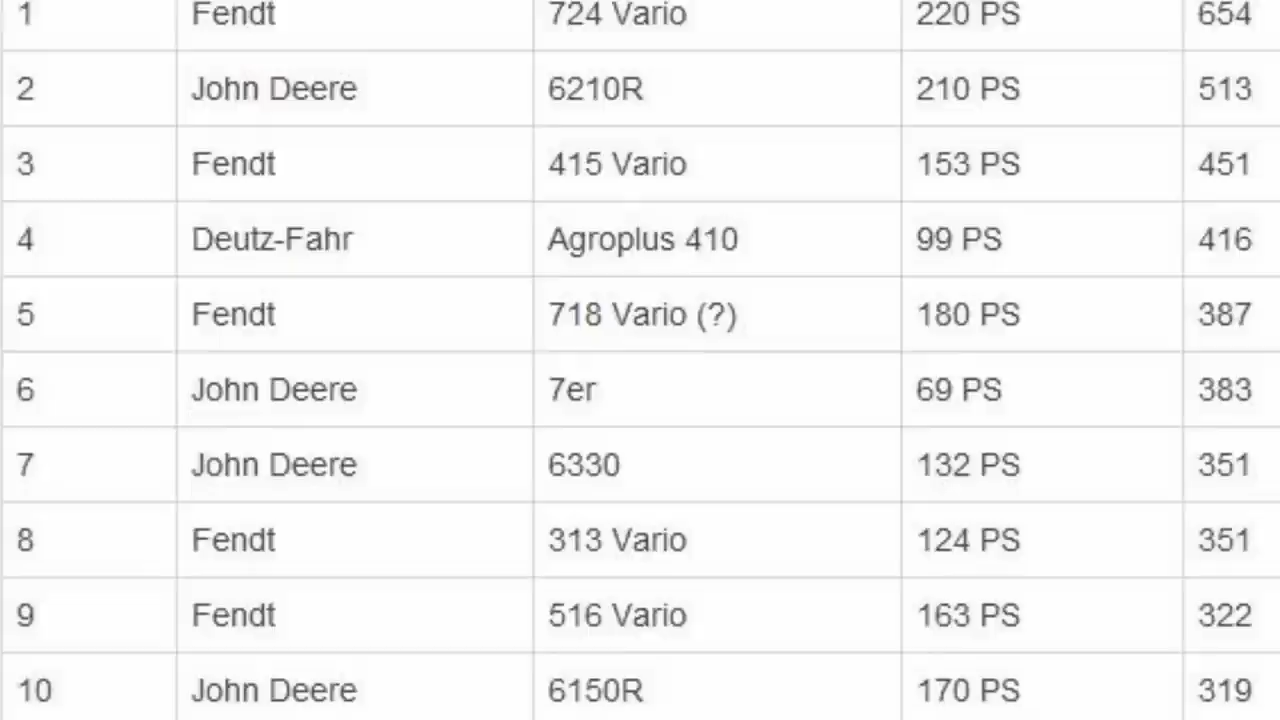 1 Fendt 724 Vario 220 PS 654
2 John Deere 6210R 210 PS 513
3 Fendt 415 Vario 153 PS 451
4 Deutz-Fahr Agroplus 410 99 PS 416
5 Fendt 718 Vario (?) 180 PS 387
6 John Deere 7er 69 PS 383
7 John Deere 6330 132 PS 351
8 Fendt 313 Vario 124 PS 351
9 Fendt 516 Vario 163 PS 322
10 John Deere 6150R 170 PS 319